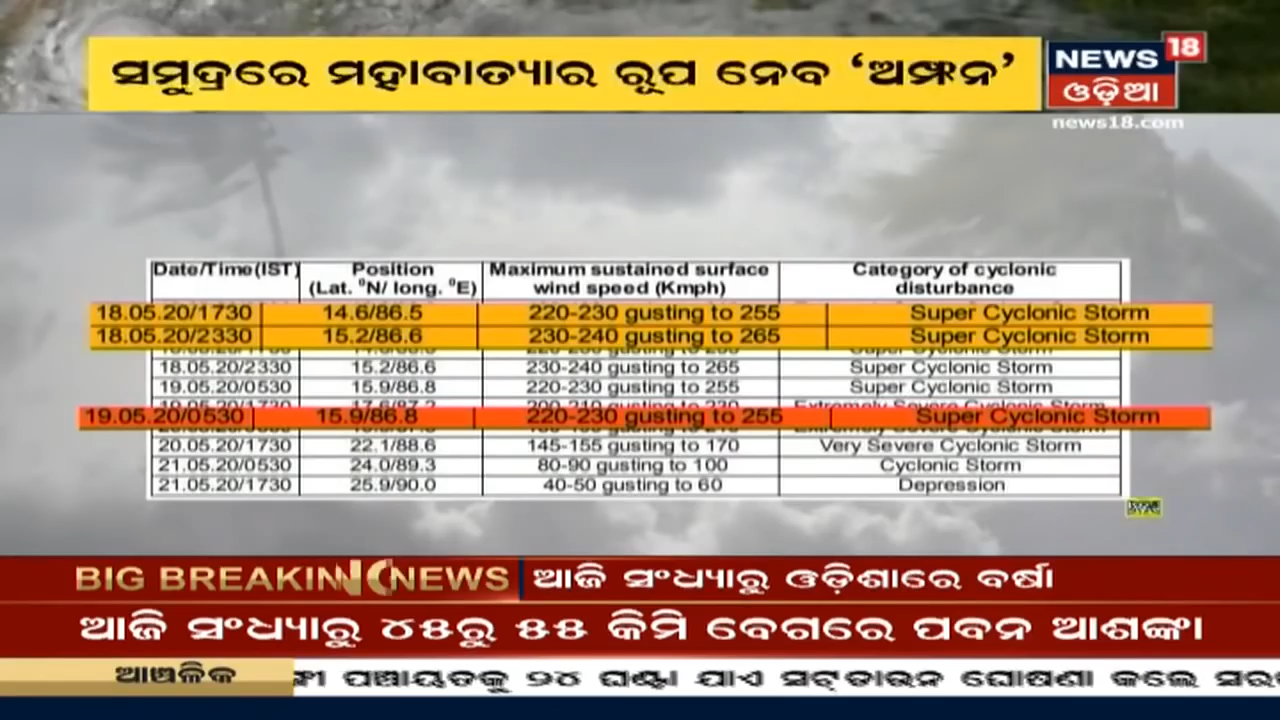 ସମୁଦ୍ରରେ ମହାବାତ୍ୟାର ରୂପ ନେବ ‘ଅମ୍ଫନ’
NEWS 18
ଓଡ଼ିଆ
news18.com
Date/Time(IST) Position (Lat. ⁰N/ long. ⁰E) Maximum sustained surface wind speed (Kmph) Category of cyclonic disturbance
18.05.20/1730 14.6/86.5 220-230 gusting to 255 Super Cyclonic Storm
18.05.20/2330 15.2/86.6 230-240 gusting to 265 Super Cyclonic Storm
18.05.20/2330 15.2/86.6 230-240 gusting to 265 Super Cyclonic Storm
19.05.20/0530 15.9/86.8 220-230 gusting to 255 Super Cyclonic Storm
19.05.20/0530 15.9/86.8 220-230 gusting to 255 Super Cyclonic Storm
20.05.20/1730 22.1/88.6 145-155 gusting to 170 Very Severe Cyclonic Storm
21.05.20/0530 24.0/89.3 80-90 gusting to 100 Cyclonic Storm
21.05.20/1730 25.9/90.0 40-50 gusting to 60 Depression
BIG BREAKING NEWS ଆଜି ସଂଧ୍ୟାରୁ ଓଡ଼ିଶାରେ ବର୍ଷା
ଆଜି ସଂଧ୍ୟାରୁ ୪୫ରୁ ୫୫ କିମି ବେଗରେ ପବନ ଆଶଙ୍କା
ଆଞ୍ଚଳିକ ପଞ୍ଚାୟତକୁ ୨୪ ଘଣ୍ଟା ଯାଏ ସଟ୍‌ଡାଉନ ଘୋଷଣା କଲେ